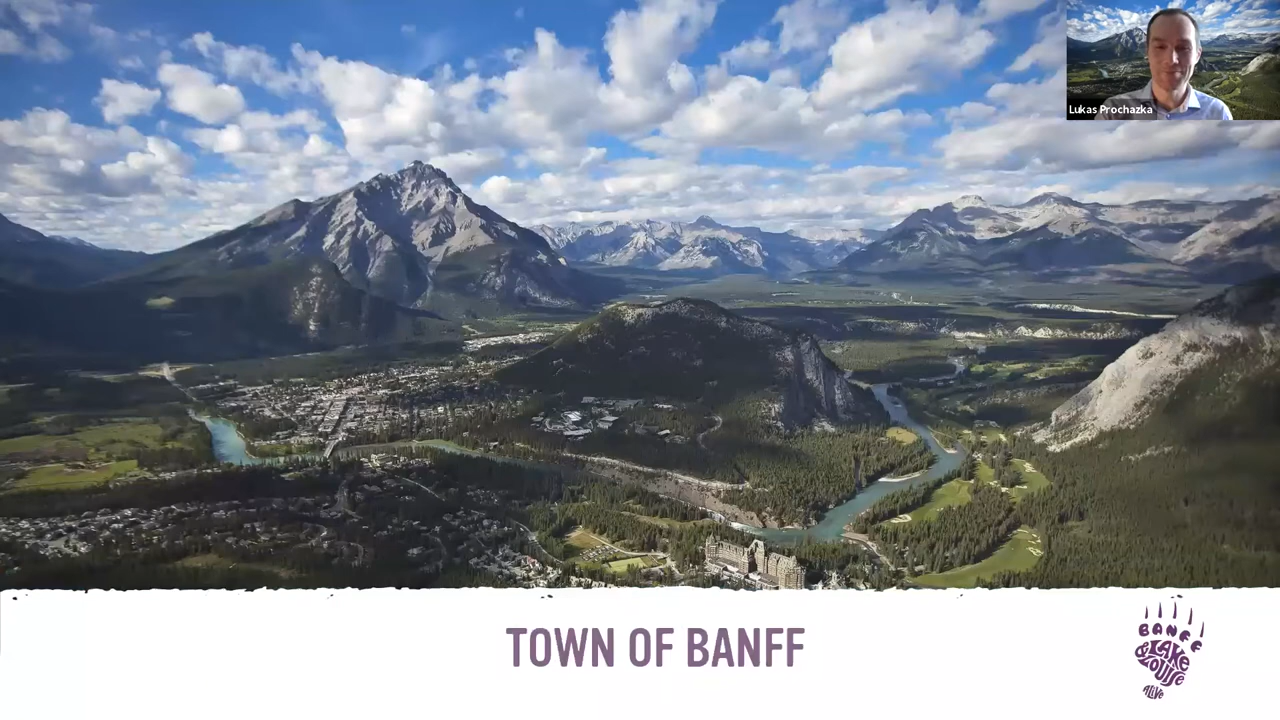 Lukas Prochazka
TOWN OF BANFF
BANFF
& LAKE
LOUISE
ALIVE